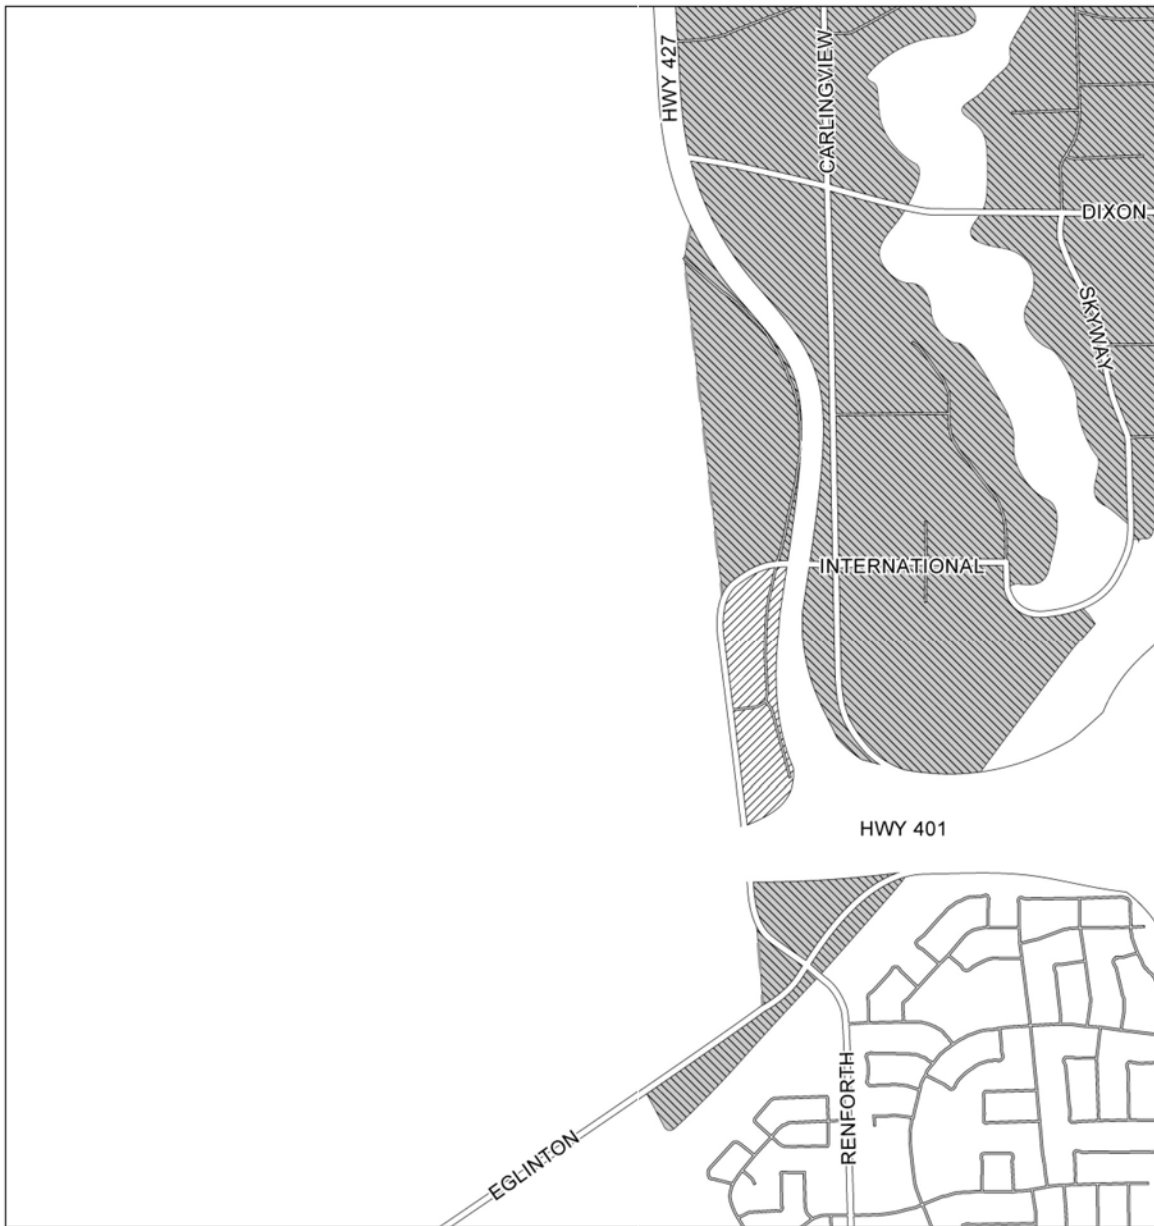 HWY 427
CARLINGVIEW
DIXON
SKYWAY
INTERNATIONAL
HWY 401
RENFORTH
EGLINTON